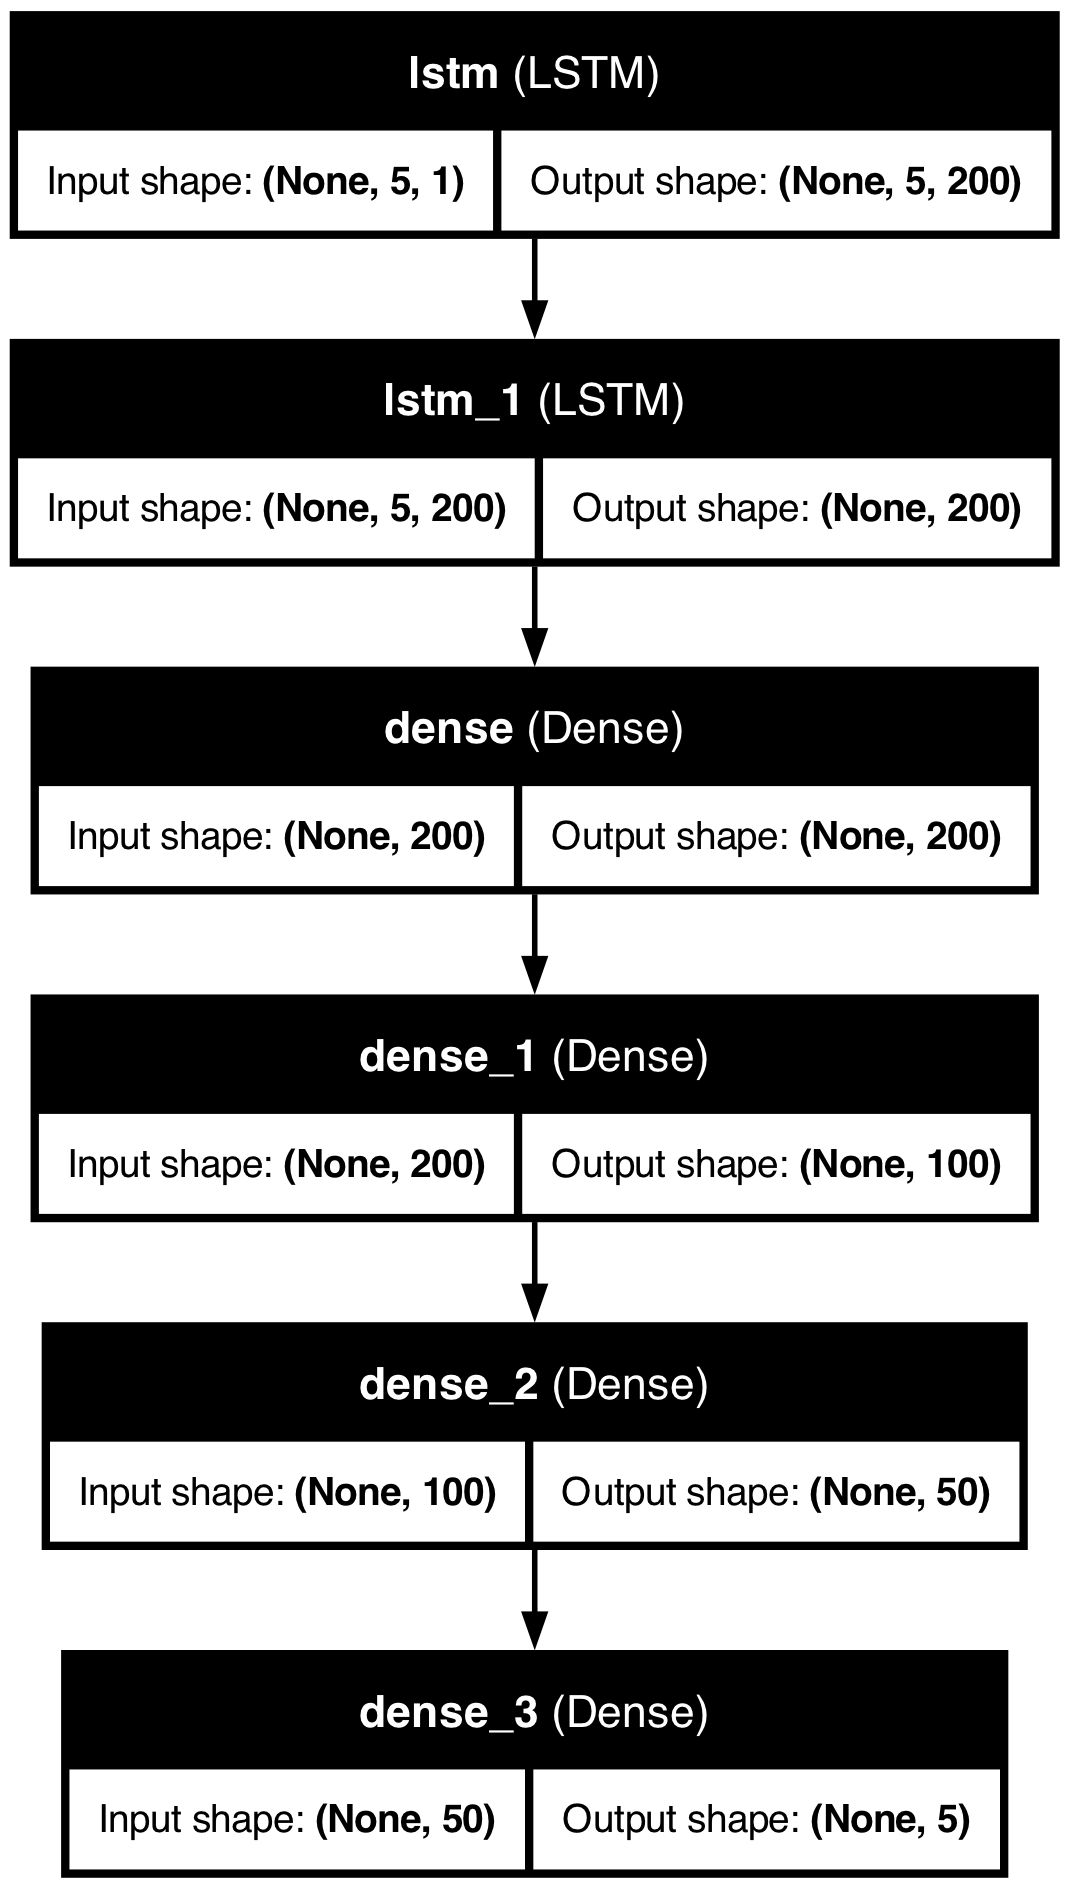 lstm (LSTM)
Input shape: (None, 5, 1) Output shape: (None, 5, 200)
lstm_1 (LSTM)
Input shape: (None, 5, 200) Output shape: (None, 200)
dense (Dense)
Input shape: (None, 200) Output shape: (None, 200)
dense_1 (Dense)
Input shape: (None, 200) Output shape: (None, 100)
dense_2 (Dense)
Input shape: (None, 100) Output shape: (None, 50)
dense_3 (Dense)
Input shape: (None, 50) Output shape: (None, 5)